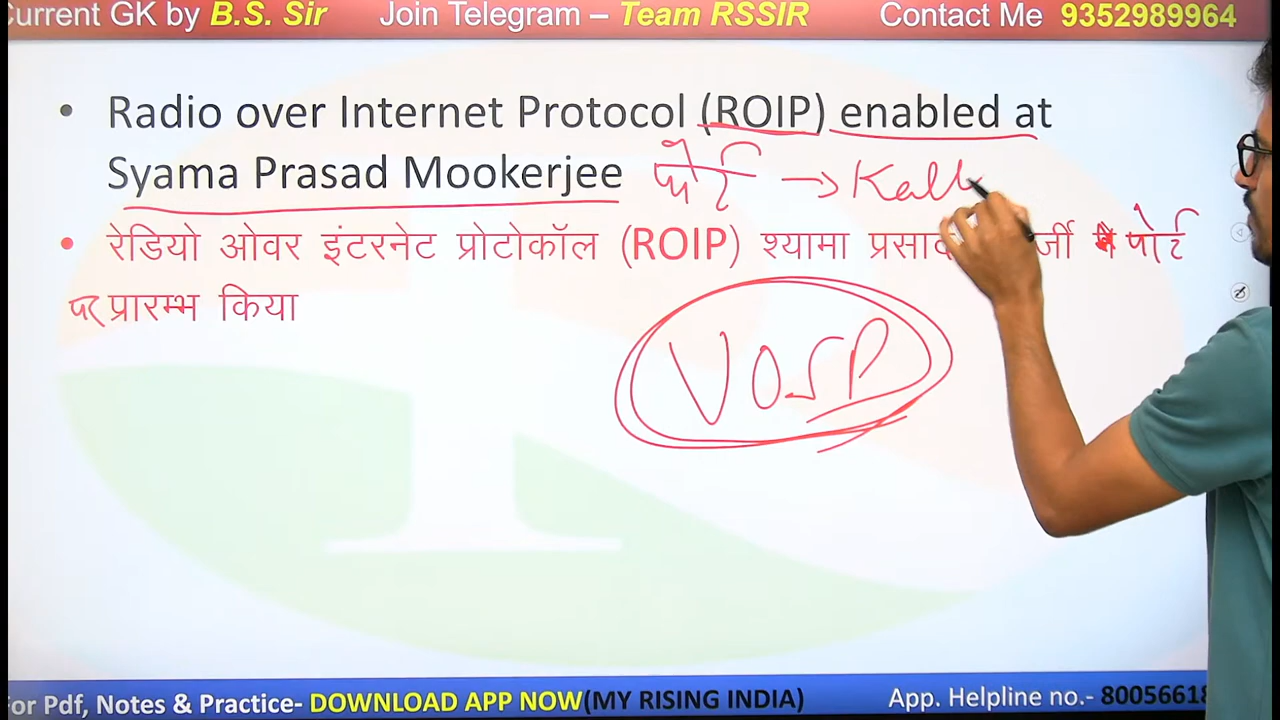 Current GK by B.S. Sir Join Telegram – Team RSSIR Contact Me 9352989964
• Radio over Internet Protocol (ROIP) enabled at
Syama Prasad Mookerjee पोर्ट → Kall
• रेडियो ओवर इंटरनेट प्रोटोकॉल (ROIP) श्यामा प्रसाद र्जी पोर्ट
पर प्रारम्भ किया
VOSP
For Pdf, Notes & Practice- DOWNLOAD APP NOW(MY RISING INDIA) App. Helpline no.- 80056618